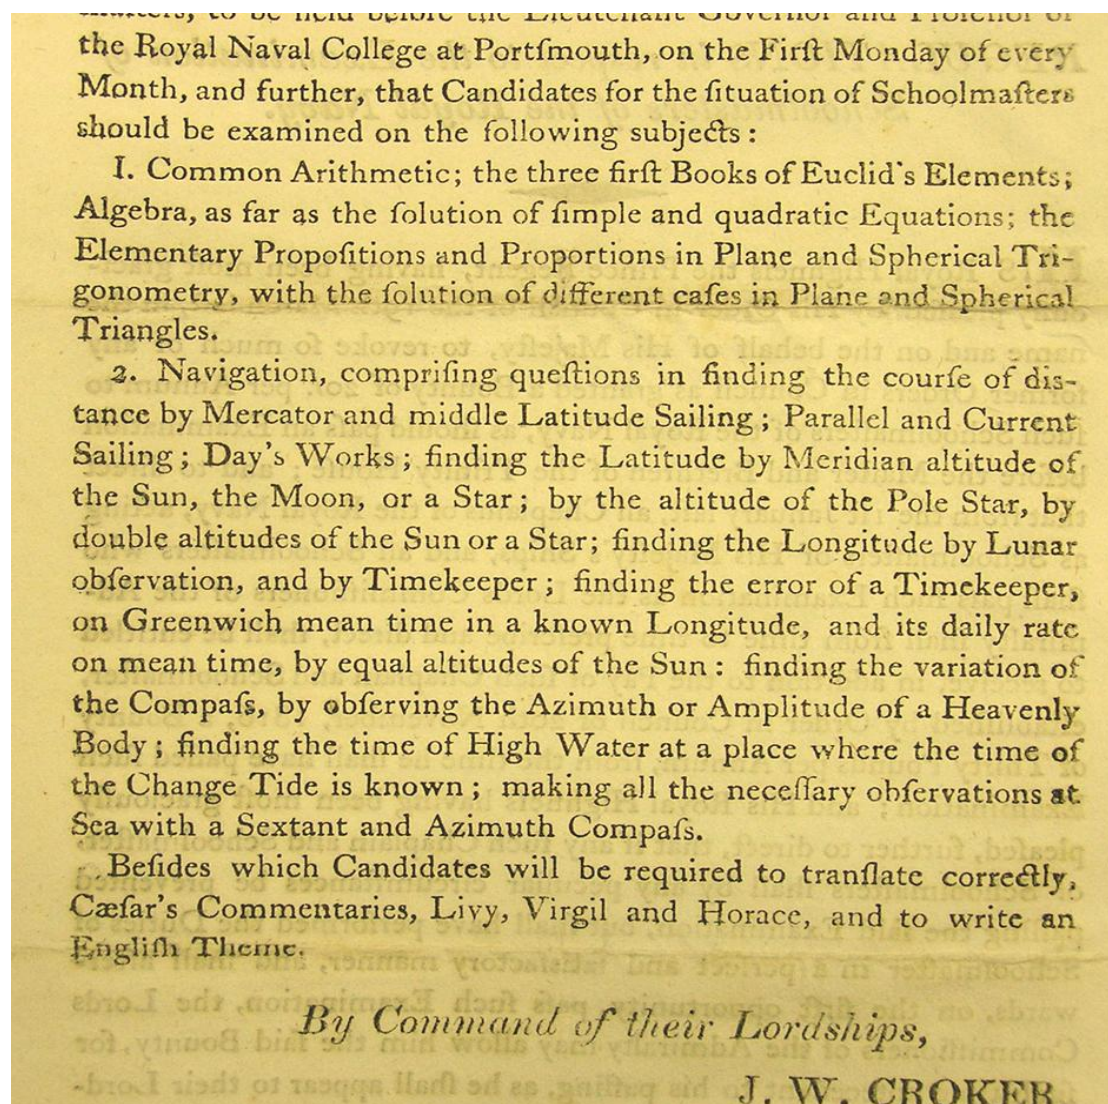 to be held before the Lieutenant Governor and Profeſſor of
the Royal Naval College at Portſmouth, on the Firſt Monday of every
Month, and further, that Candidates for the ſituation of Schoolmaſters
should be examined on the following ſubjects:
1. Common Arithmetic; the three firſt Books of Euclid's Elements;
Algebra, as far as the ſolution of ſimple and quadratic Equations; the
Elementary Propoſitions and Proportions in Plane and Spherical Tri-
gonometry, with the ſolution of different caſes in Plane and Spherical
Triangles.
2. Navigation, compriſing queſtions in finding the courſe of dis-
tance by Mercator and middle Latitude Sailing; Parallel and Current
Sailing; Day's Works; finding the Latitude by Meridian altitude of
the Sun, the Moon, or a Star; by the altitude of the Pole Star, by
double altitudes of the Sun or a Star; finding the Longitude by Lunar
obſervation, and by Timekeeper; finding the error of a Timekeeper,
on Greenwich mean time in a known Longitude, and its daily rate
on mean time, by equal altitudes of the Sun: finding the variation of
the Compaſs, by obſerving the Azimuth or Amplitude of a Heavenly
Body; finding the time of High Water at a place where the time of
the Change Tide is known; making all the neceſſary obſervations at
Sea with a Sextant and Azimuth Compaſs.
Beſides which Candidates will be required to tranſlate correctly,
Cæſar's Commentaries, Livy, Virgil and Horace, and to write an
Engliſh Theme.
By Command of their Lordships,
J. W. CROKER